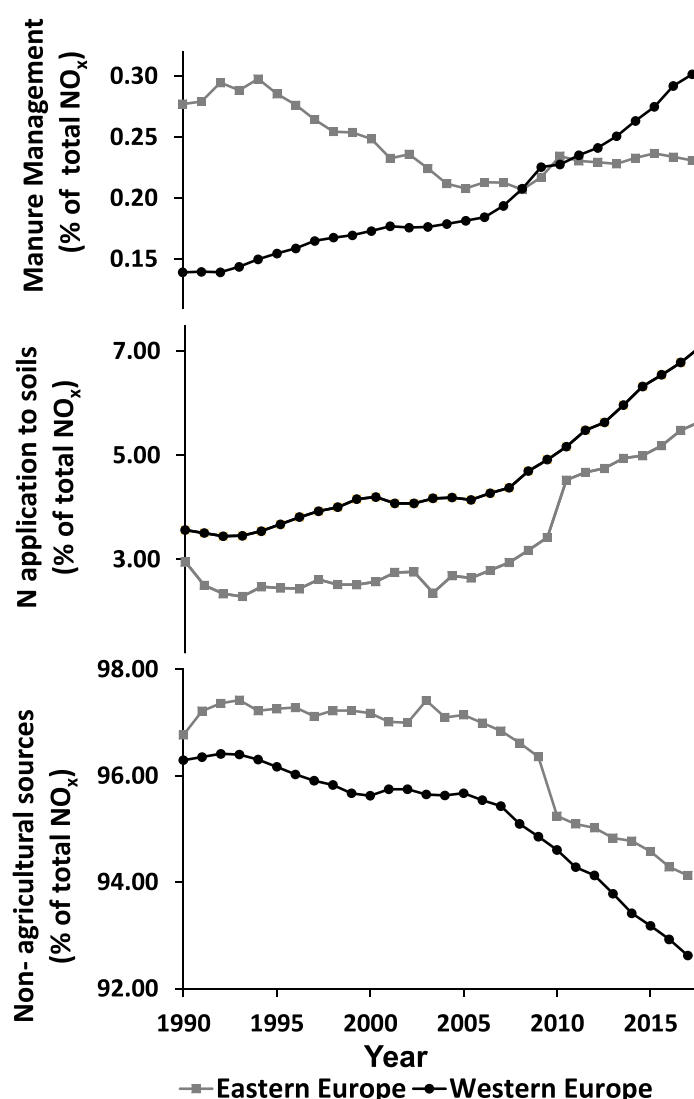 Manure Management
(% of total NOx)
0.30
0.25
0.20
0.15
N application to soils
(% of total NOx)
7.00
5.00
3.00
Non- agricultural sources
(% of total NOx)
98.00
96.00
94.00
92.00
1990 1995 2000 2005 2010 2015
Year
Eastern Europe Western Europe